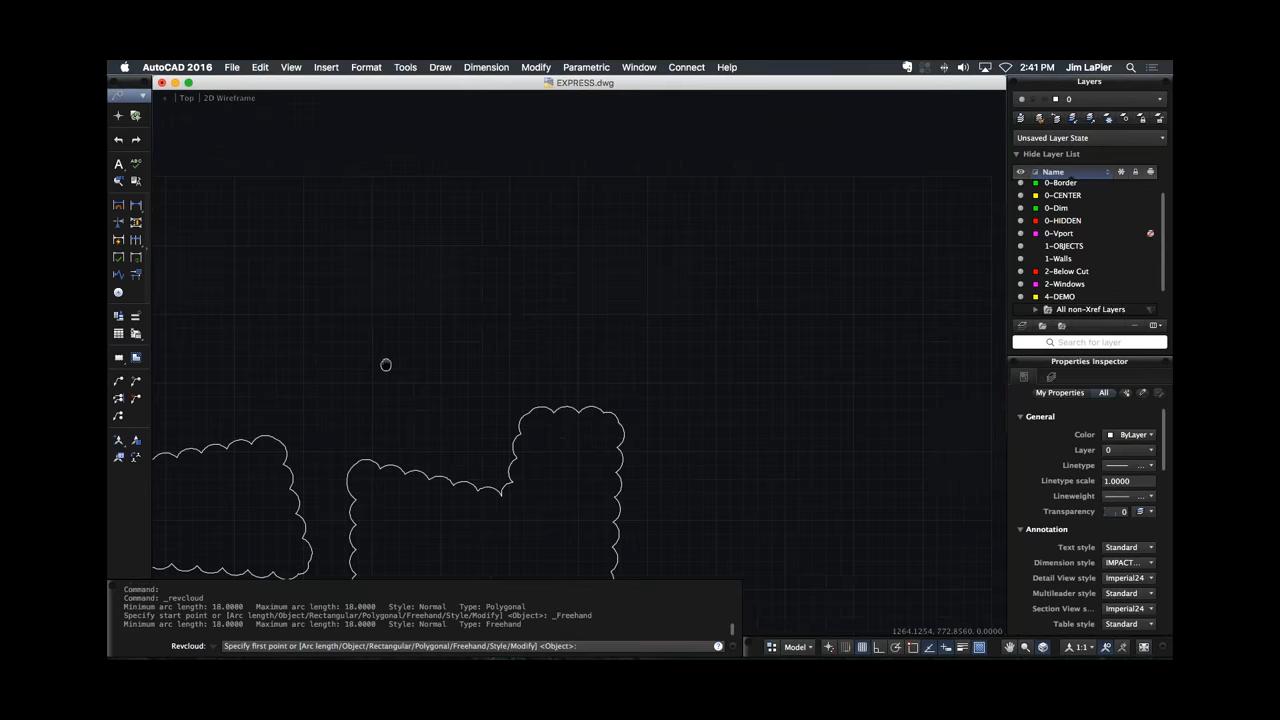 AutoCAD 2016 File Edit View Insert Format Tools Draw Dimension Modify Parametric Window Connect Help 2:41 PM Jim LaPier
EXPRESS.dwg
Top 2D Wireframe
Layers
0
Unsaved Layer State
Hide Layer List
Name
0-Border
0-CENTER
0-Dim
0-HIDDEN
0-Vport
1-OBJECTS
1-Walls
2-Below Cut
2-Windows
4-DEMO
All non-Xref Layers
Search for layer
Properties Inspector
My Properties All
General
Color ByLayer
Layer 0
Linetype ...
Linetype scale 1.0000
Lineweight ...
Transparency 0
Annotation
Text style Standard
Dimension style IMPACT...
Detail View style Imperial24
Multileader style Standard
Section View s... Imperial24
Table style Standard
Command:
Command: _revcloud
Minimum arc length: 18.0000 Maximum arc length: 18.0000 Style: Normal Type: Polygonal
Specify start point or [Arc length/Object/Rectangular/Polygonal/Freehand/Style/Modify] <Object>: _Freehand
Minimum arc length: 18.0000 Maximum arc length: 18.0000 Style: Normal Type: Freehand
Revcloud: Specify first point or [Arc length/Object/Rectangular/Polygonal/Freehand/Style/Modify] <Object>: ?
1264.1254, 772.8560, 0.0000
Model 1:1
A ABC